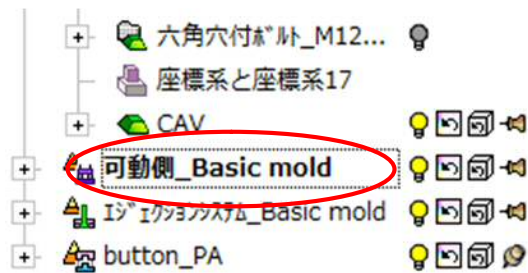 六角穴付ﾎﾞﾙﾄ_M12...
座標系と座標系17
CAV
可動側_Basic mold
ｴｼﾞｪｸｼｮﾝｼｽﾃﾑ_Basic mold
button_PA